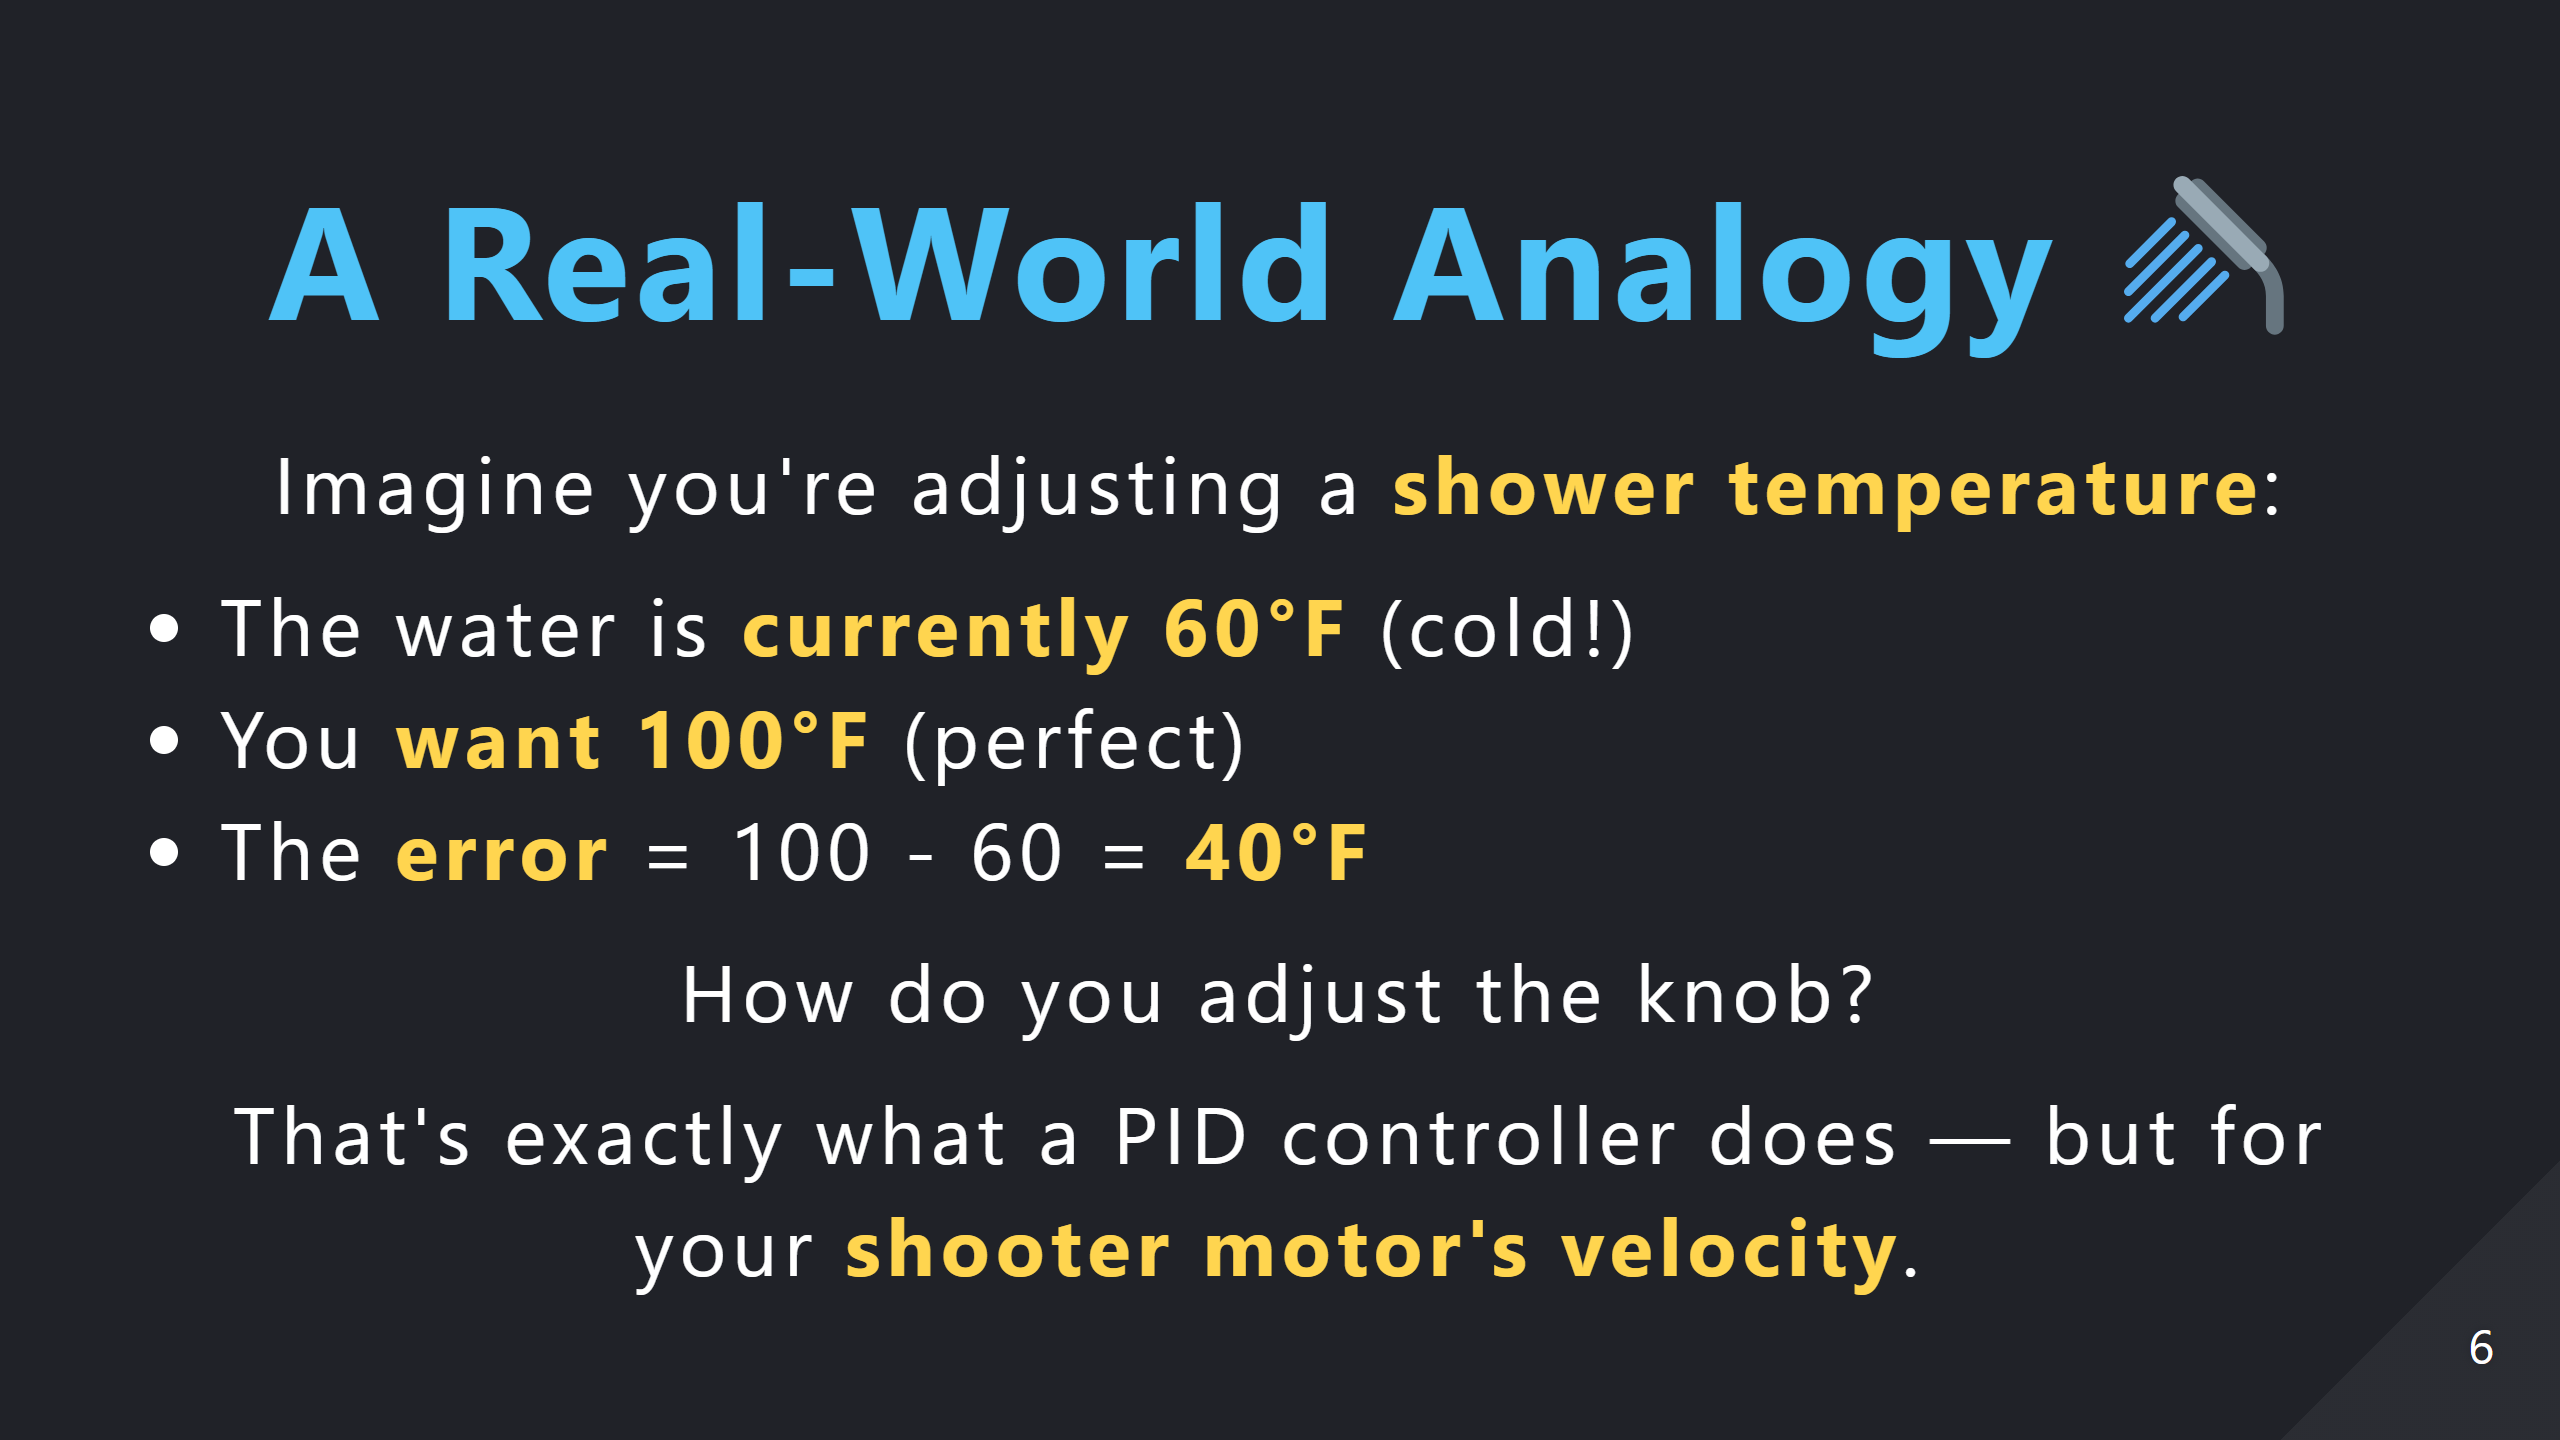 A Real-World Analogy
Imagine you're adjusting a shower temperature:
• The water is currently 60°F (cold!)
• You want 100°F (perfect)
• The error = 100 - 60 = 40°F
How do you adjust the knob?
That's exactly what a PID controller does — but for
your shooter motor's velocity.
6